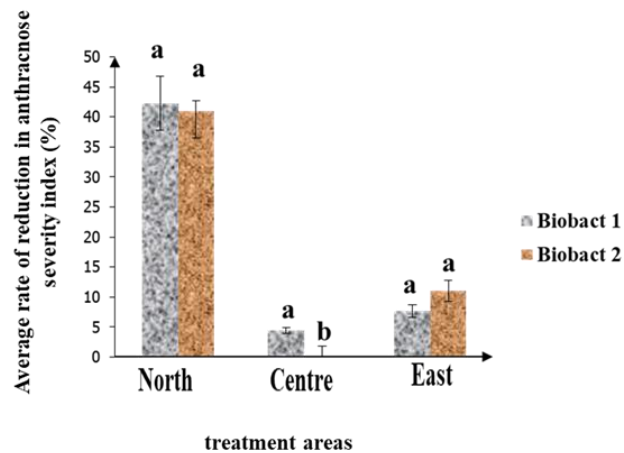 Average rate of reduction in anthracnose
severity index (%)
50
45
40
35
30
25
20
15
10
5
0
a
a
a
b
a
a
North
Centre
East
treatment areas
Biobact 1
Biobact 2